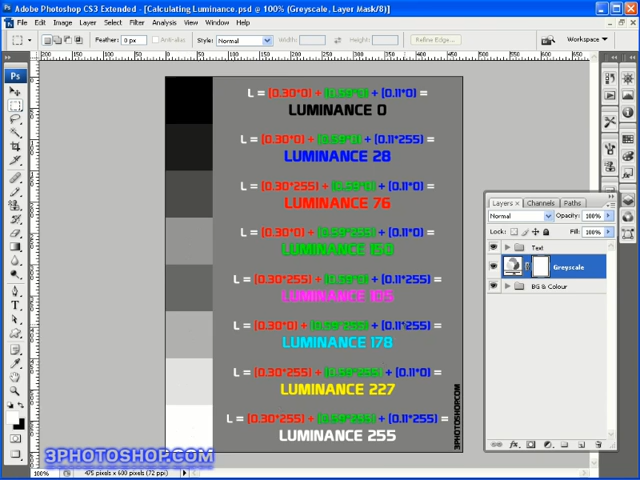 Adobe Photoshop CS3 Extended - [Calculating Luminance.psd @ 100% (Greyscale, Layer Mask/8)]
File Edit Image Layer Select Filter Analysis View Window Help
Feather: 0 px Anti-alias Style: Normal Width: Height: Refine Edge... Workspace
L = (0.30*0) + (0.59*0) + (0.11*0) =
LUMINANCE 0
L = (0.30*0) + (0.59*0) + (0.11*255) =
LUMINANCE 28
L = (0.30*255) + (0.59*0) + (0.11*0) =
LUMINANCE 76
L = (0.30*0) + (0.59*255) + (0.11*0) =
LUMINANCE 150
L = (0.30*255) + (0.59*0) + (0.11*255) =
LUMINANCE 105
L = (0.30*0) + (0.59*255) + (0.11*255) =
LUMINANCE 178
L = (0.30*255) + (0.59*255) + (0.11*0) =
LUMINANCE 227
L = (0.30*255) + (0.59*255) + (0.11*255) =
LUMINANCE 255
3PHOTOSHOP.COM
Layers Channels Paths
Normal Opacity: 100%
Lock: Fill: 100%
Text
Greyscale
BG & Colour
3PHOTOSHOP.COM
100% 475 pixels x 600 pixels (72 ppi)